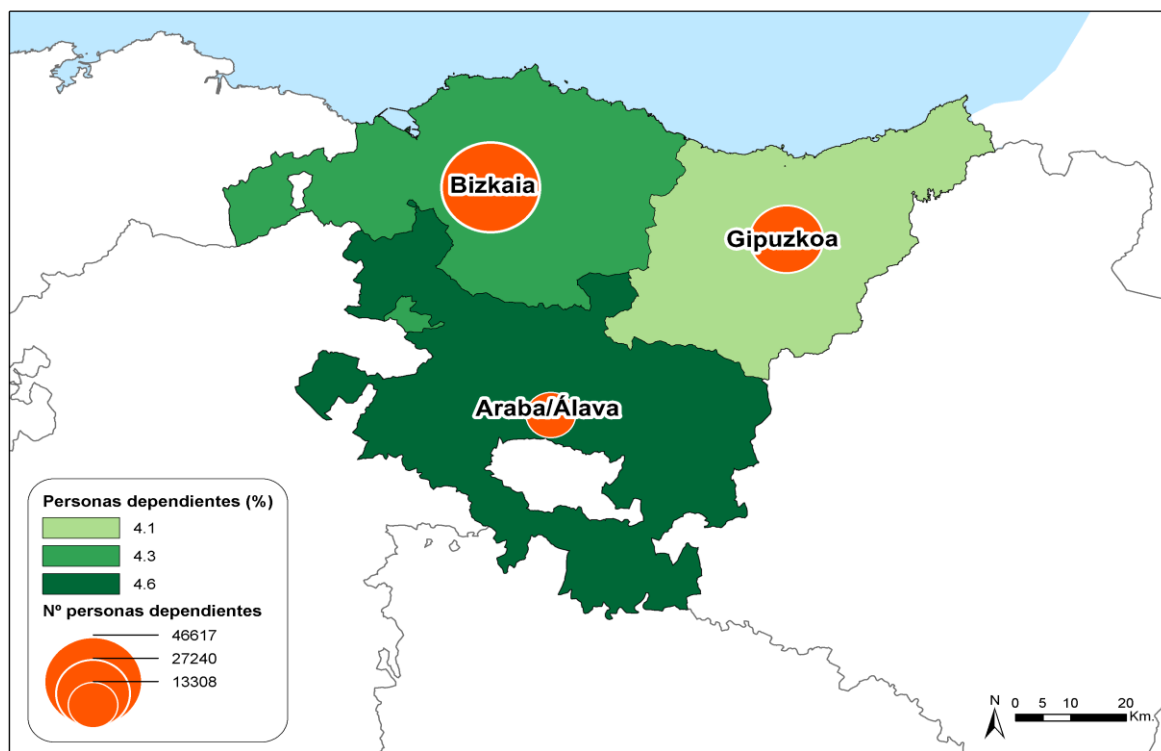 Bizkaia
Gipuzkoa
Araba/Álava
Personas dependientes (%)
4.1
4.3
4.6
Nº personas dependientes
46617
27240
13308
N
0 5 10 20
Km.